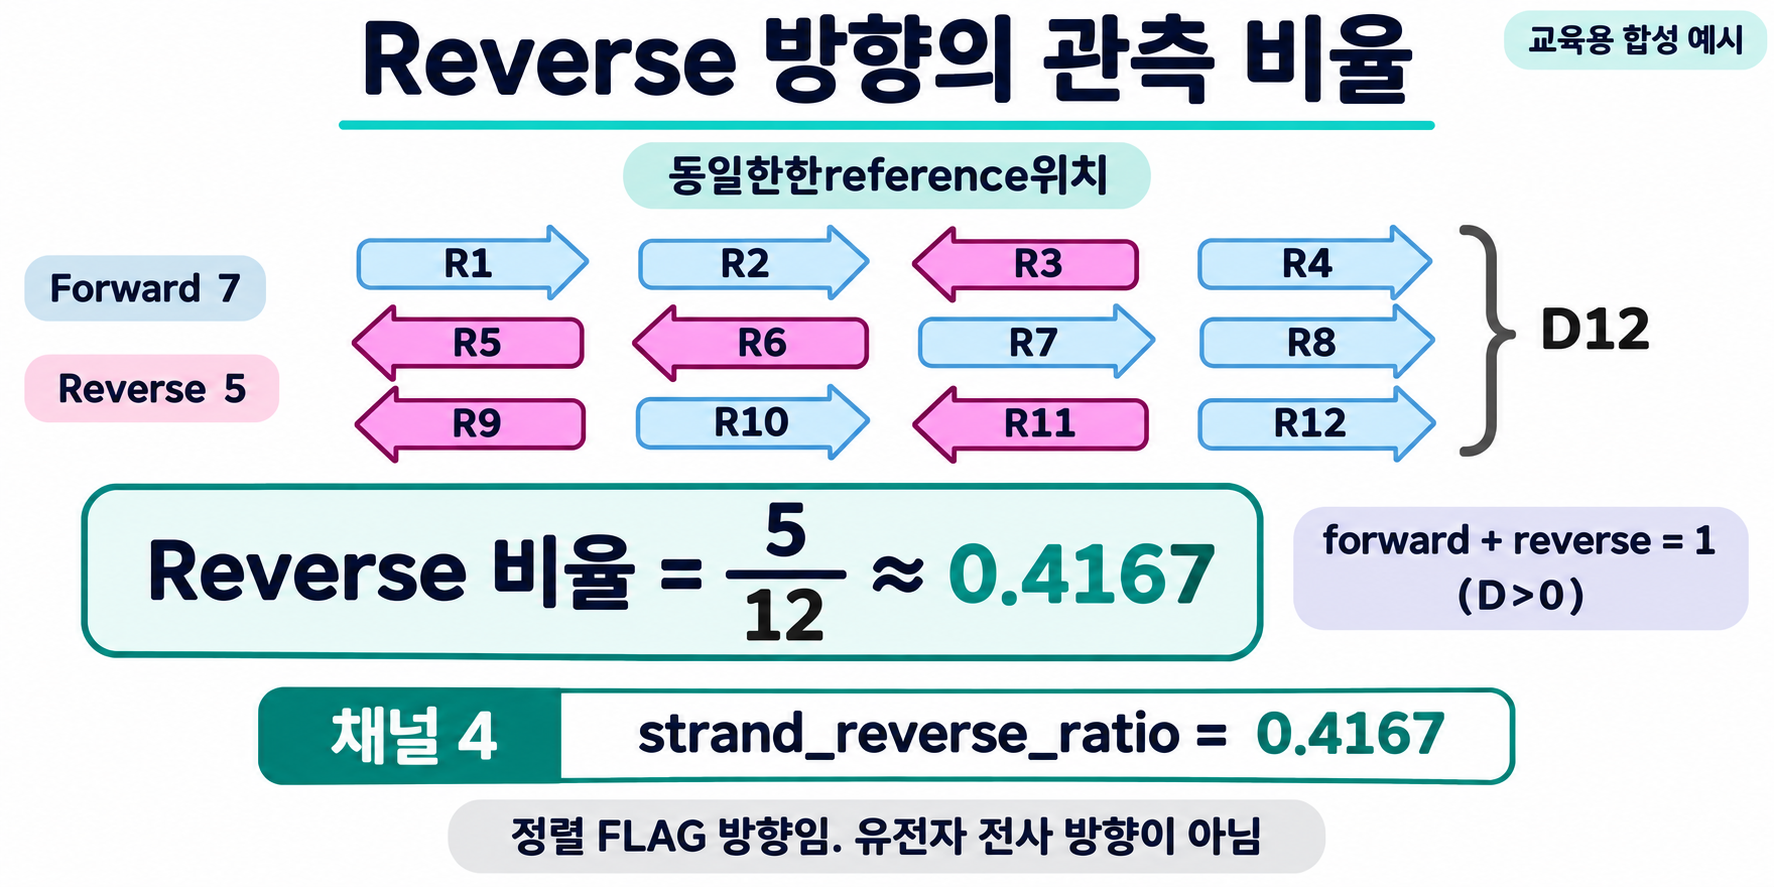 Reverse 방향의 관측 비율
교육용 합성 예시
동일한한reference위치
Forward 7
Reverse 5
R1 R2 R3 R4
R5 R6 R7 R8
R9 R10 R11 R12
D12
Reverse 비율 = 5/12 ≈ 0.4167
forward + reverse = 1
(D>0)
채널 4 strand_reverse_ratio = 0.4167
정렬 FLAG 방향임. 유전자 전사 방향이 아님